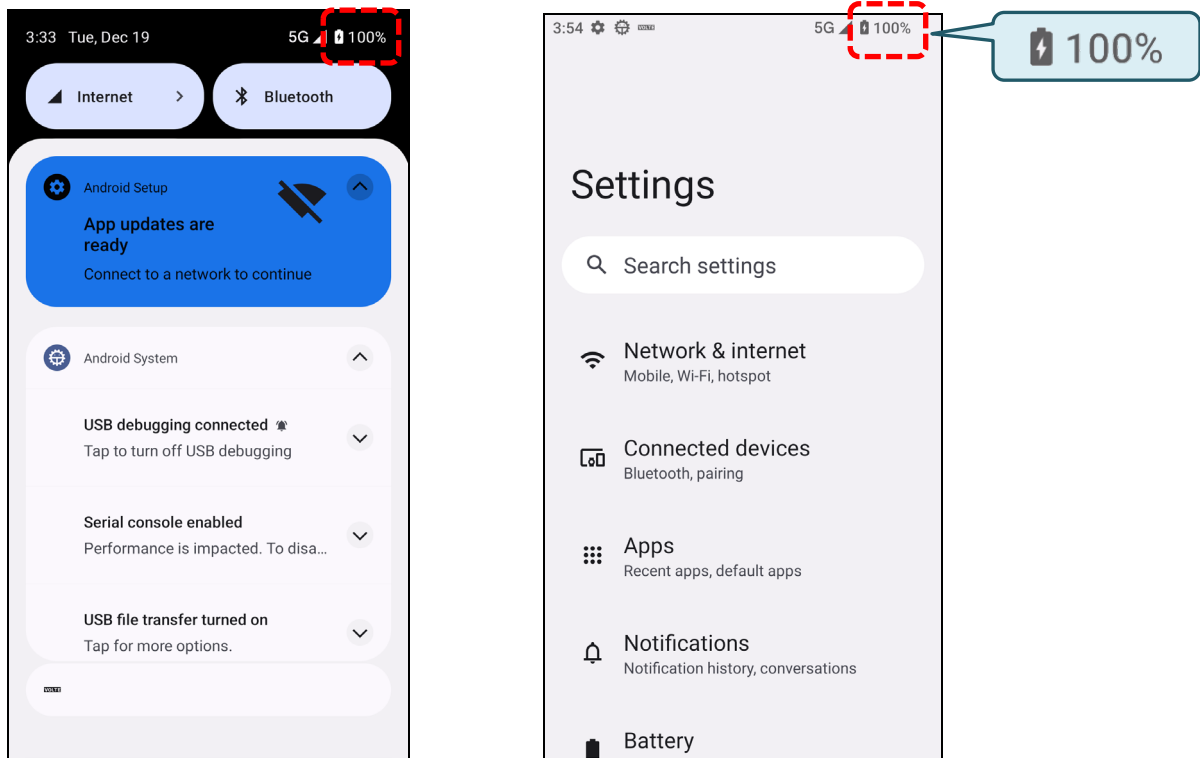 3:33 Tue, Dec 19 5G 100%
Internet
Bluetooth
Android Setup
App updates are
ready
Connect to a network to continue
Android System
USB debugging connected
Tap to turn off USB debugging
Serial console enabled
Performance is impacted. To disa…
USB file transfer turned on
Tap for more options.
VOLTE
3:54 VOLTE 5G 100%
Settings
Search settings
Network & internet
Mobile, Wi-Fi, hotspot
Connected devices
Bluetooth, pairing
Apps
Recent apps, default apps
Notifications
Notification history, conversations
Battery
100%